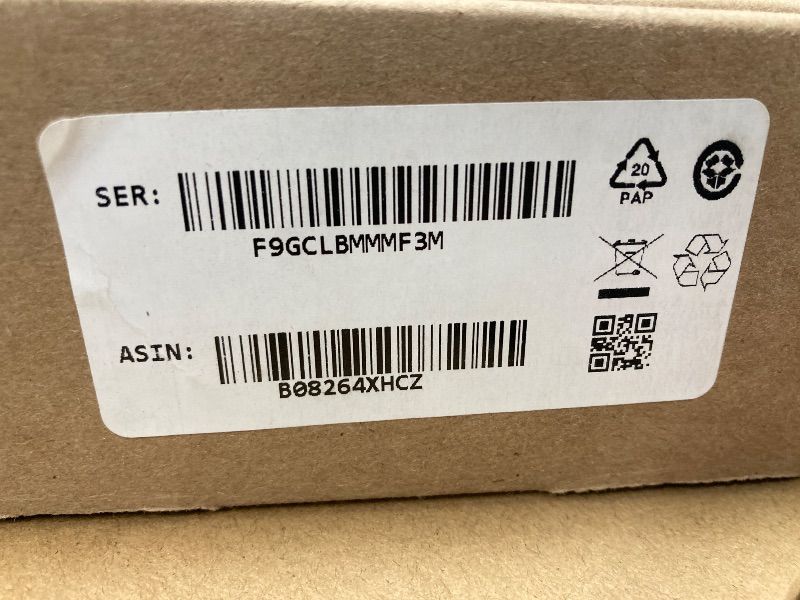 SER:
F9GCLBMMMF3M
ASIN:
B08264XHCZ
20
PAP